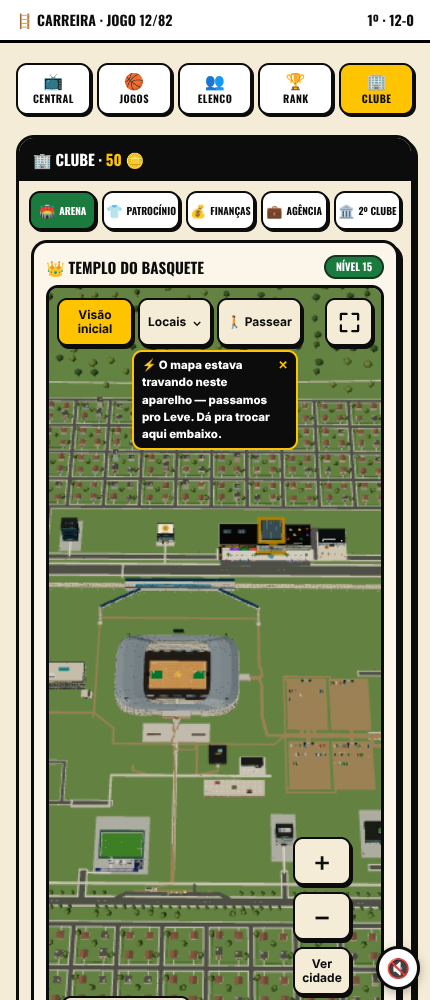 CARREIRA · JOGO 12/82
1º · 12-0
CENTRAL
JOGOS
ELENCO
RANK
CLUBE
CLUBE · 50
ARENA
PATROCÍNIO
FINANÇAS
AGÊNCIA
2º CLUBE
TEMPLO DO BASQUETE
NÍVEL 15
Visão
inicial
Locais
Passear
⚡ O mapa estava
travando neste
aparelho — passamos
pro Leve. Dá pra trocar
aqui embaixo.
×
+
−
Ver
cidade